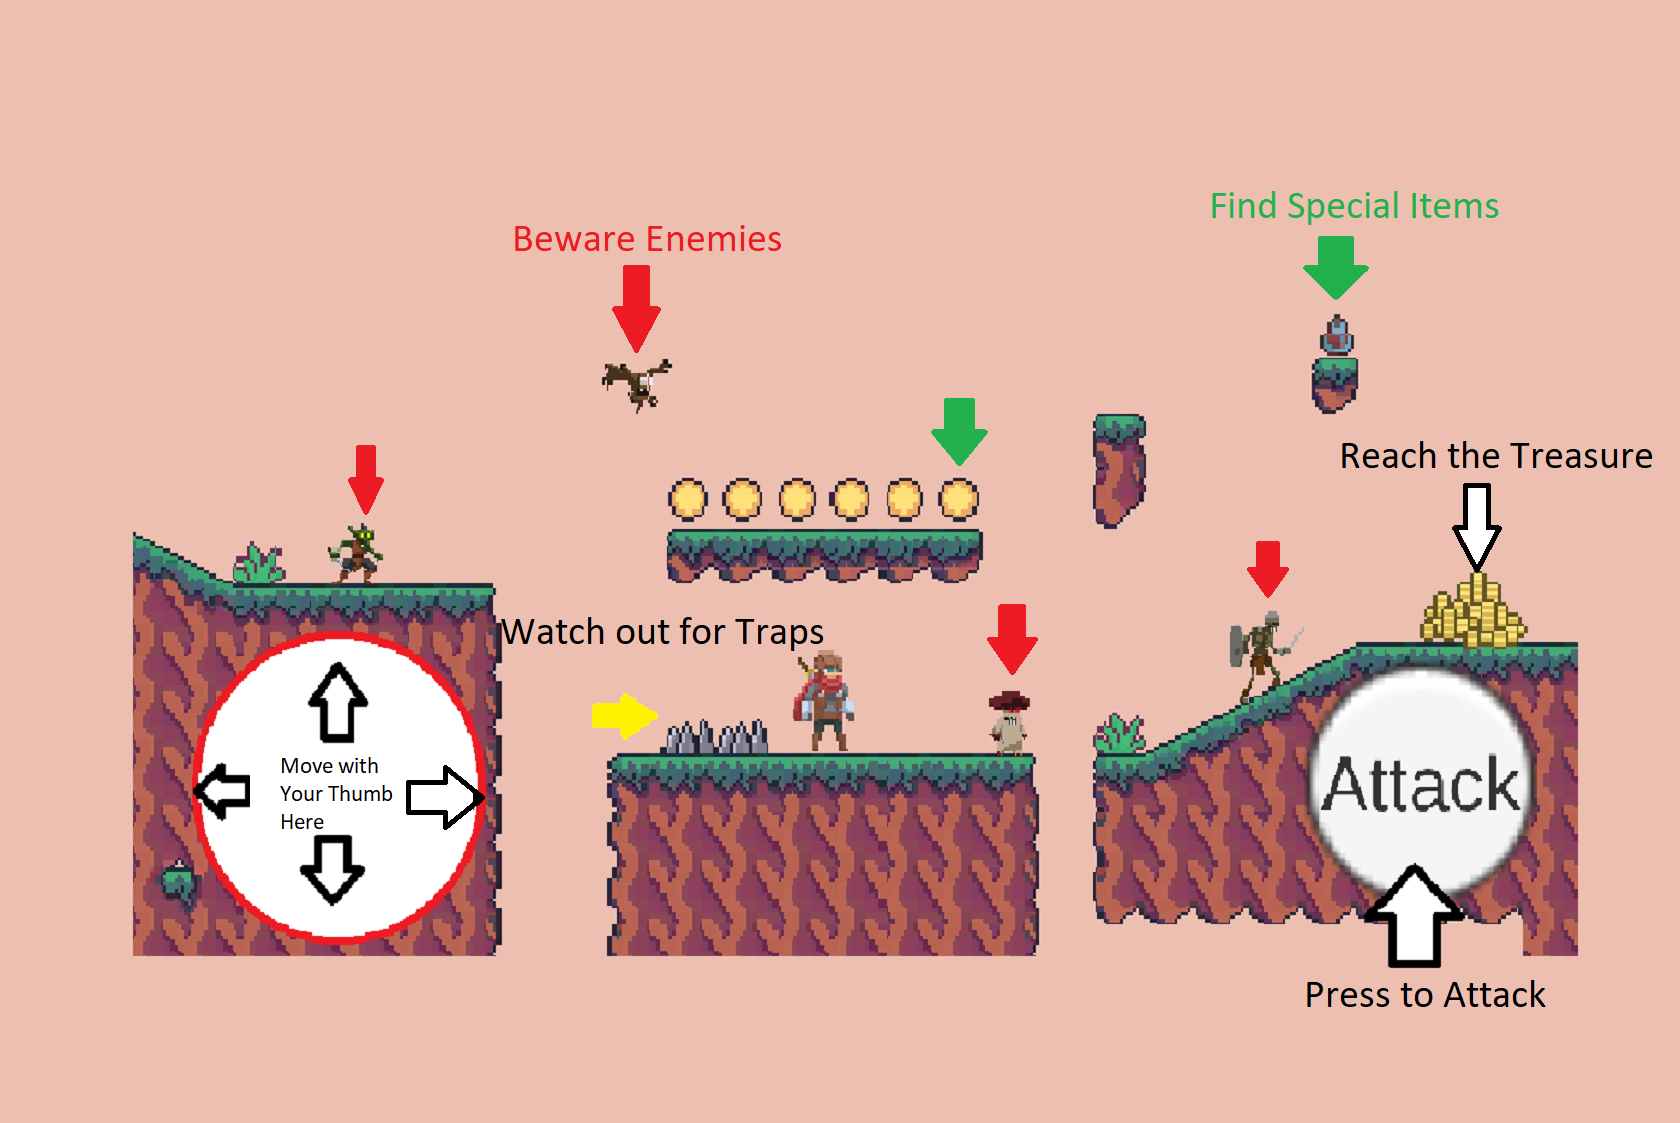 Find Special Items
Beware Enemies
Reach the Treasure
Watch out for Traps
Move with
Your Thumb
Here
Attack
Press to Attack